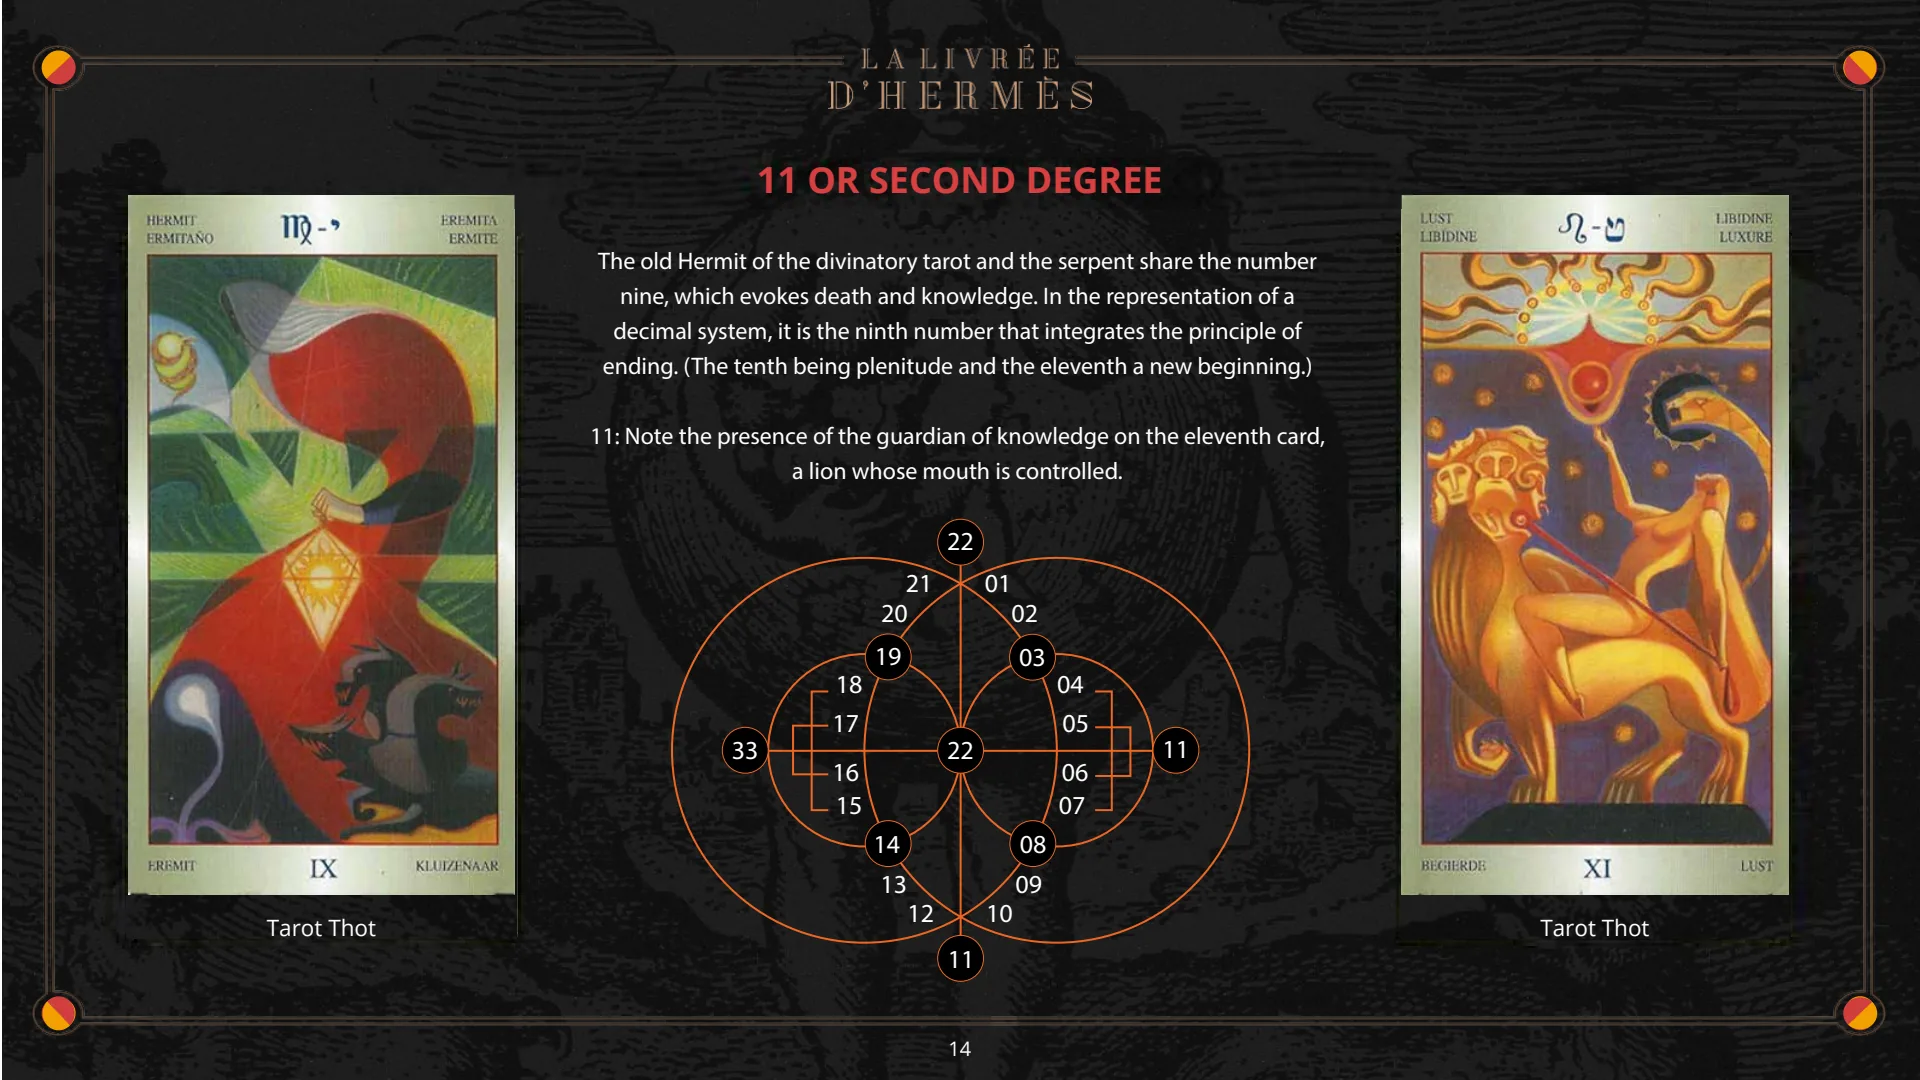 LA LIVRÉE
D'HERMÈS
11 OR SECOND DEGREE
HERMIT
ERMITAÑO
♍-י
EREMITA
ERMITE
EREMIT
IX
KLUIZENAAR
Tarot Thot
The old Hermit of the divinatory tarot and the serpent share the number
nine, which evokes death and knowledge. In the representation of a
decimal system, it is the ninth number that integrates the principle of
ending. (The tenth being plenitude and the eleventh a new beginning.)
11: Note the presence of the guardian of knowledge on the eleventh card,
a lion whose mouth is controlled.
22
21
01
20
02
19
03
18
04
17
05
33
22
11
16
06
15
07
14
08
13
09
12
10
11
LUST
LIBÍDINE
♌-ט
LIBIDINE
LUXURE
BEGIERDE
XI
LUST
Tarot Thot
14